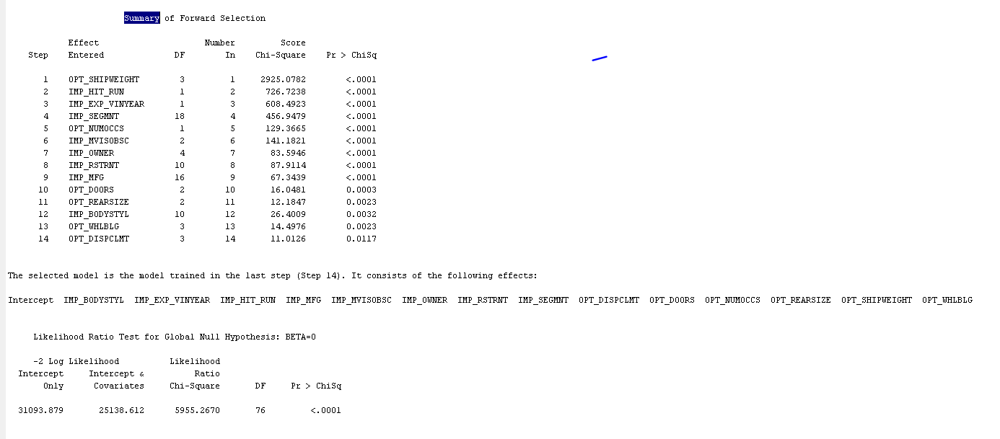 Summary of Forward Selection
Effect Number Score
Step Entered DF In Chi-Square Pr > ChiSq
1 OPT_SHIPWEIGHT 3 1 2925.0782 <.0001
2 IMP_HIT_RUN 1 2 726.7238 <.0001
3 IMP_EXP_VINYEAR 1 3 608.4923 <.0001
4 IMP_SEGMNT 18 4 456.9479 <.0001
5 OPT_NUMOCCS 1 5 129.3665 <.0001
6 IMP_MVISOBSC 2 6 141.1821 <.0001
7 IMP_OWNER 4 7 83.5946 <.0001
8 IMP_RSTRNT 10 8 87.9114 <.0001
9 IMP_MFG 16 9 67.3439 <.0001
10 OPT_DOORS 2 10 16.0481 0.0003
11 OPT_REARSIZE 2 11 12.1847 0.0023
12 IMP_BODYSTYL 10 12 26.4009 0.0032
13 OPT_WHLBLG 3 13 14.4976 0.0023
14 OPT_DISPCLMT 3 14 11.0126 0.0117
The selected model is the model trained in the last step (Step 14). It consists of the following effects:
Intercept IMP_BODYSTYL IMP_EXP_VINYEAR IMP_HIT_RUN IMP_MFG IMP_MVISOBSC IMP_OWNER IMP_RSTRNT IMP_SEGMNT OPT_DISPCLMT OPT_DOORS OPT_NUMOCCS OPT_REARSIZE OPT_SHIPWEIGHT OPT_WHLBLG
Likelihood Ratio Test for Global Null Hypothesis: BETA=0
-2 Log Likelihood Likelihood
Intercept Intercept & Ratio
Only Covariates Chi-Square DF Pr > ChiSq
31093.879 25138.612 5955.2670 76 <.0001